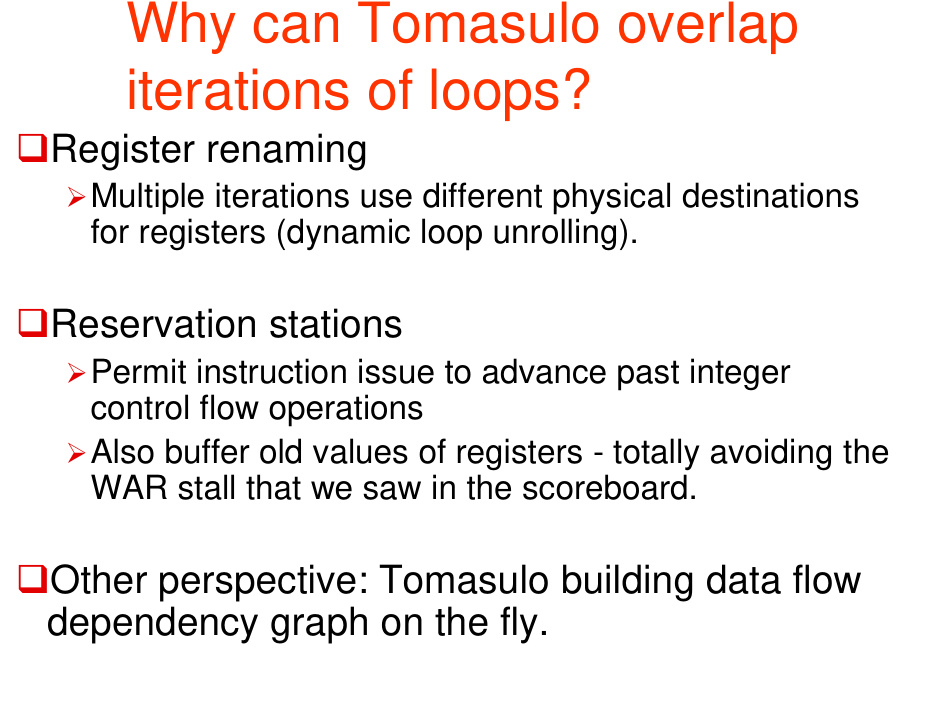 Why can Tomasulo overlap
iterations of loops?
❑Register renaming
➢Multiple iterations use different physical destinations
for registers (dynamic loop unrolling).
❑Reservation stations
➢Permit instruction issue to advance past integer
control flow operations
➢Also buffer old values of registers - totally avoiding the
WAR stall that we saw in the scoreboard.
❑Other perspective: Tomasulo building data flow
dependency graph on the fly.